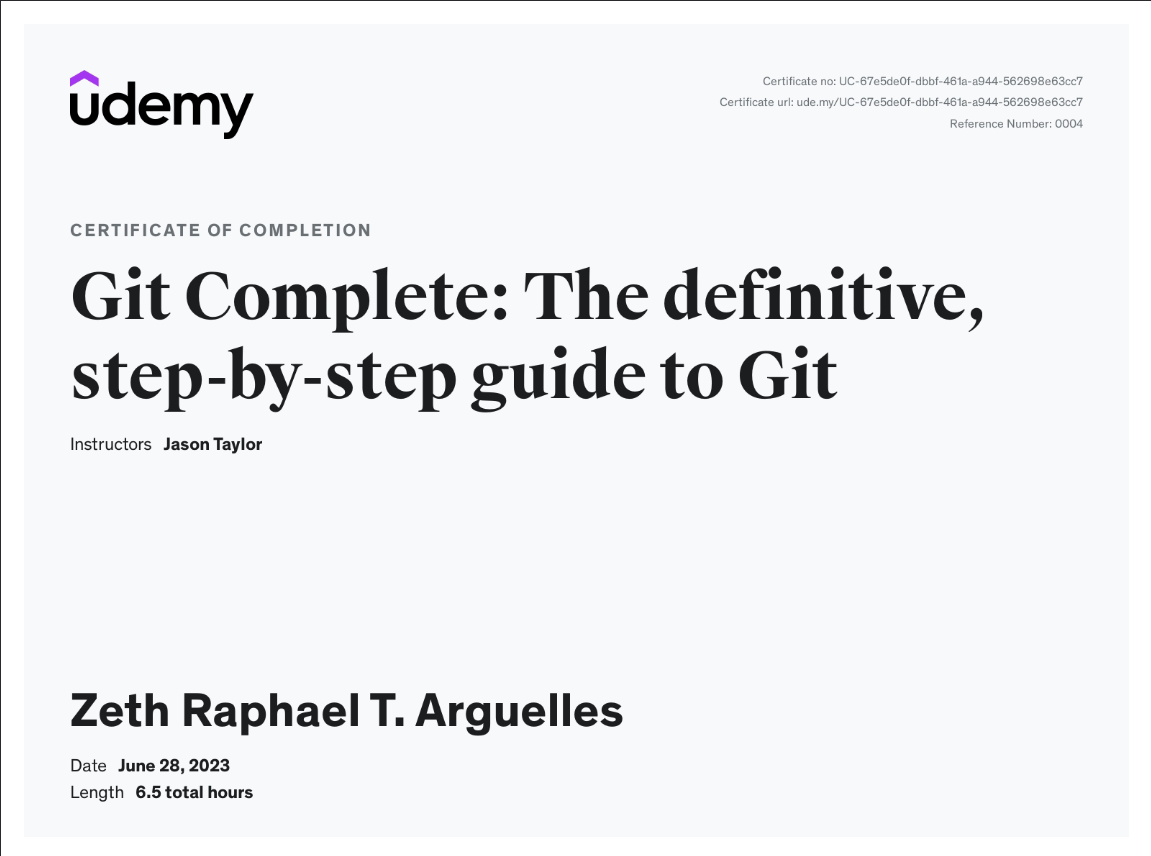 udemy
Certificate no: UC-67e5de0f-dbbf-461a-a944-562698e63cc7
Certificate url: ude.my/UC-67e5de0f-dbbf-461a-a944-562698e63cc7
Reference Number: 0004
CERTIFICATE OF COMPLETION
Git Complete: The definitive,
step-by-step guide to Git
Instructors Jason Taylor
Zeth Raphael T. Arguelles
Date June 28, 2023
Length 6.5 total hours